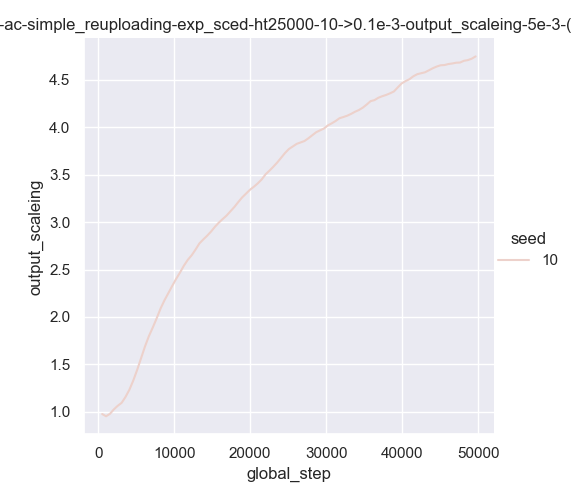 -ac-simple_reuploading-exp_sced-ht25000-10->0.1e-3-output_scaleing-5e-3-(
4.5
4.0
3.5
3.0
2.5
2.0
1.5
1.0
output_scaleing
0 10000 20000 30000 40000 50000
global_step
seed
10